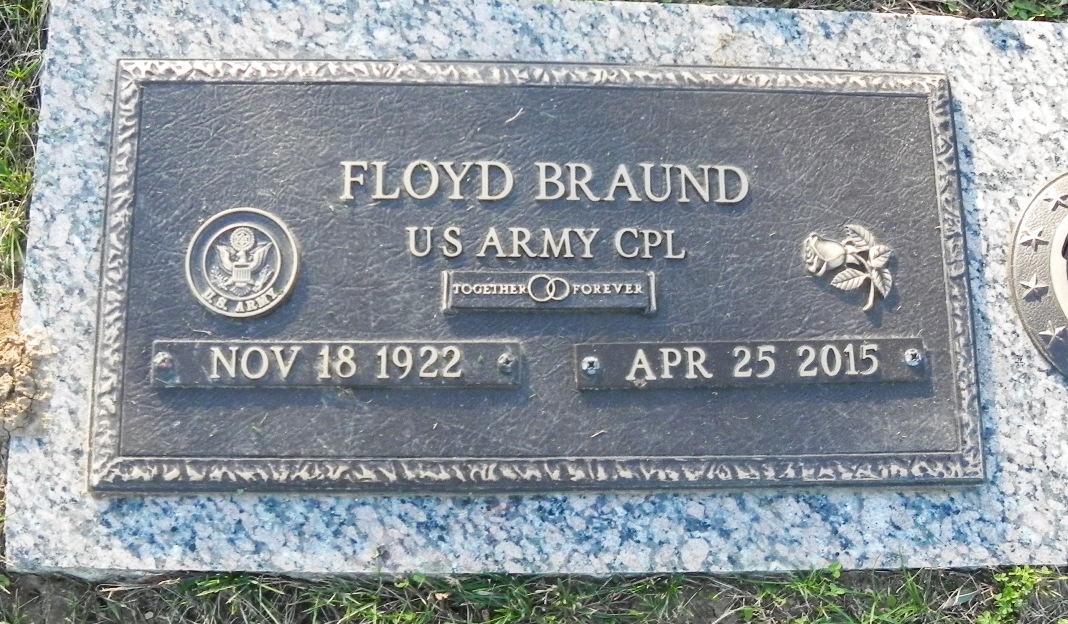 FLOYD BRAUND
US ARMY CPL
U.S. ARMY
TOGETHER FOREVER
NOV 18 1922
APR 25 2015